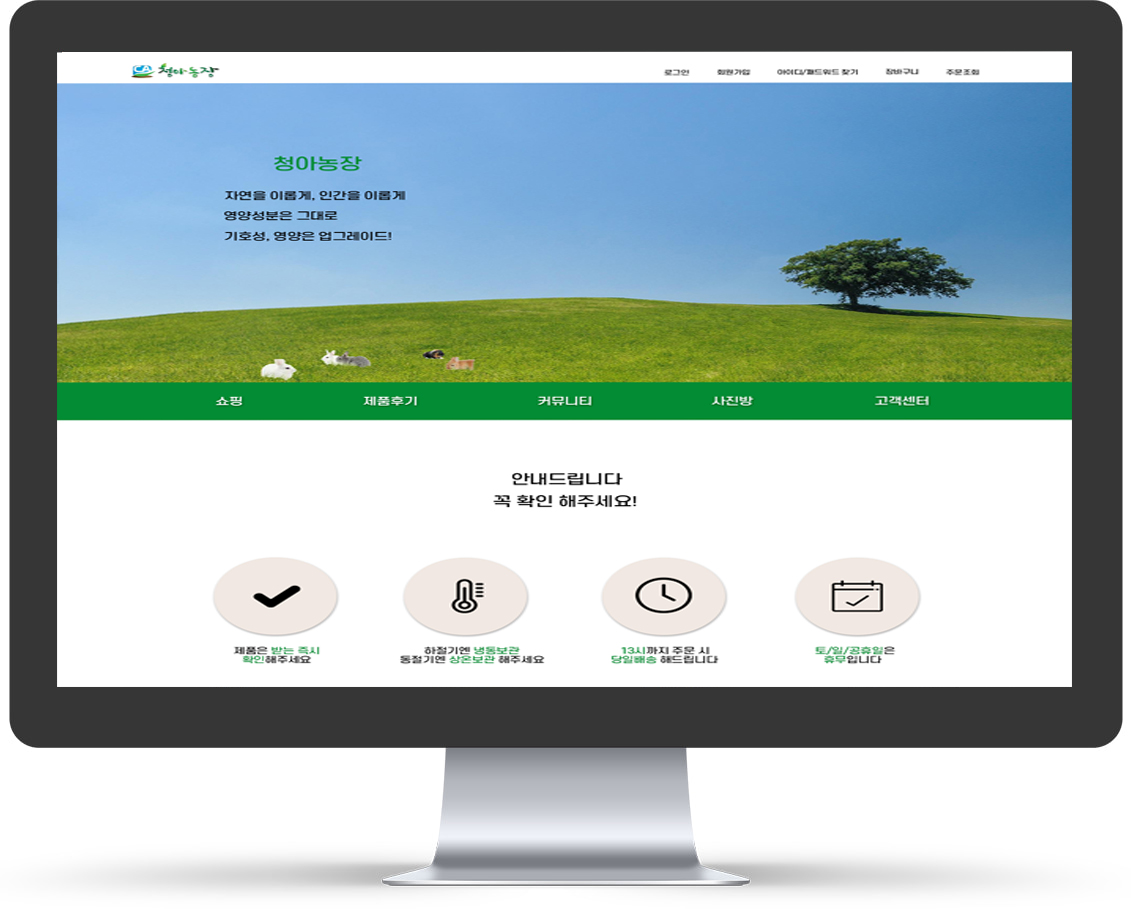 CA 청아농장
로그인 회원가입 아이디/패드워드 찾기 장바구니 주문조회
청아농장
자연을 이롭게, 인간을 이롭게
영양성분은 그대로
기호성, 영양은 업그레이드!
쇼핑 제품후기 커뮤니티 사진방 고객센터
안내드립니다
꼭 확인 해주세요!
제품은 받는 즉시
확인해주세요
하절기엔 냉동보관
동절기엔 상온보관 해주세요
13시까지 주문 시
당일배송 해드립니다
토/일/공휴일은
휴무입니다